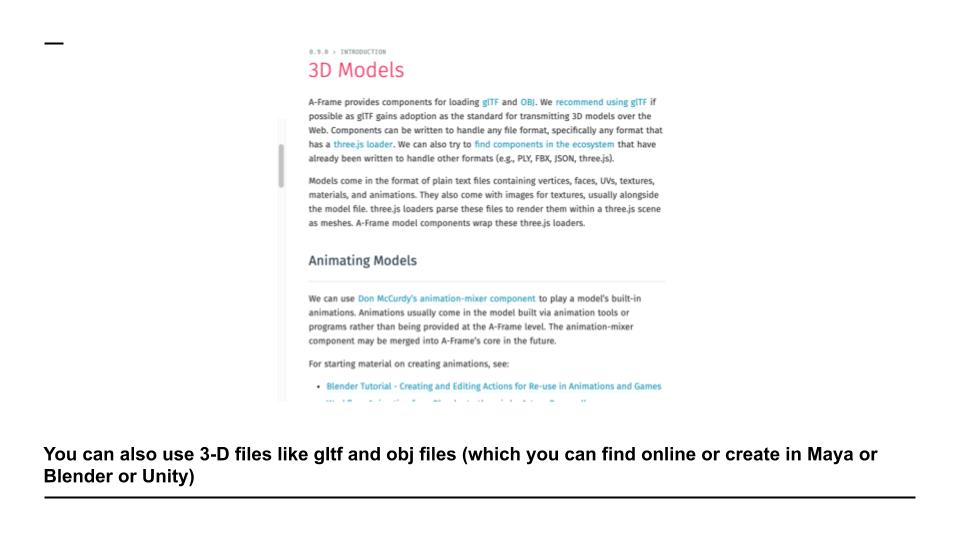 0.9.0 › INTRODUCTION
3D Models
A-Frame provides components for loading glTF and OBJ. We recommend using glTF if
possible as glTF gains adoption as the standard for transmitting 3D models over the
Web. Components can be written to handle any file format, specifically any format that
has a three.js loader. We can also try to find components in the ecosystem that have
already been written to handle other formats (e.g., PLY, FBX, JSON, three.js).
Models come in the format of plain text files containing vertices, faces, UVs, textures,
materials, and animations. They also come with images for textures, usually alongside
the model file. three.js loaders parse these files to render them within a three.js scene
as meshes. A-Frame model components wrap these three.js loaders.
Animating Models
We can use Don McCurdy's animation-mixer component to play a model's built-in
animations. Animations usually come in the model built via animation tools or
programs rather than being provided at the A-Frame level. The animation-mixer
component may be merged into A-Frame's core in the future.
For starting material on creating animations, see:
• Blender Tutorial - Creating and Editing Actions for Re-use in Animations and Games
You can also use 3-D files like gltf and obj files (which you can find online or create in Maya or
Blender or Unity)